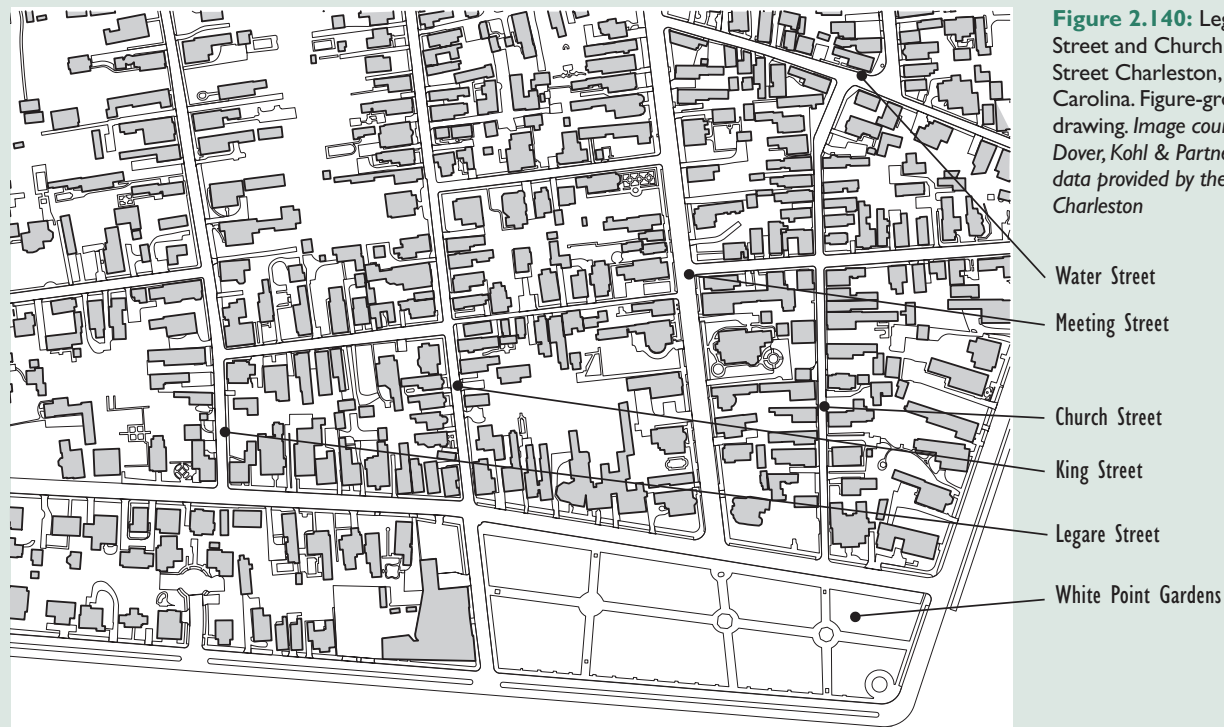 Figure 2.140: Leg
Street and Church
Street Charleston,
Carolina. Figure-gro
drawing. Image cour
Dover, Kohl & Partne
data provided by the
Charleston
Water Street
Meeting Street
Church Street
King Street
Legare Street
White Point Gardens